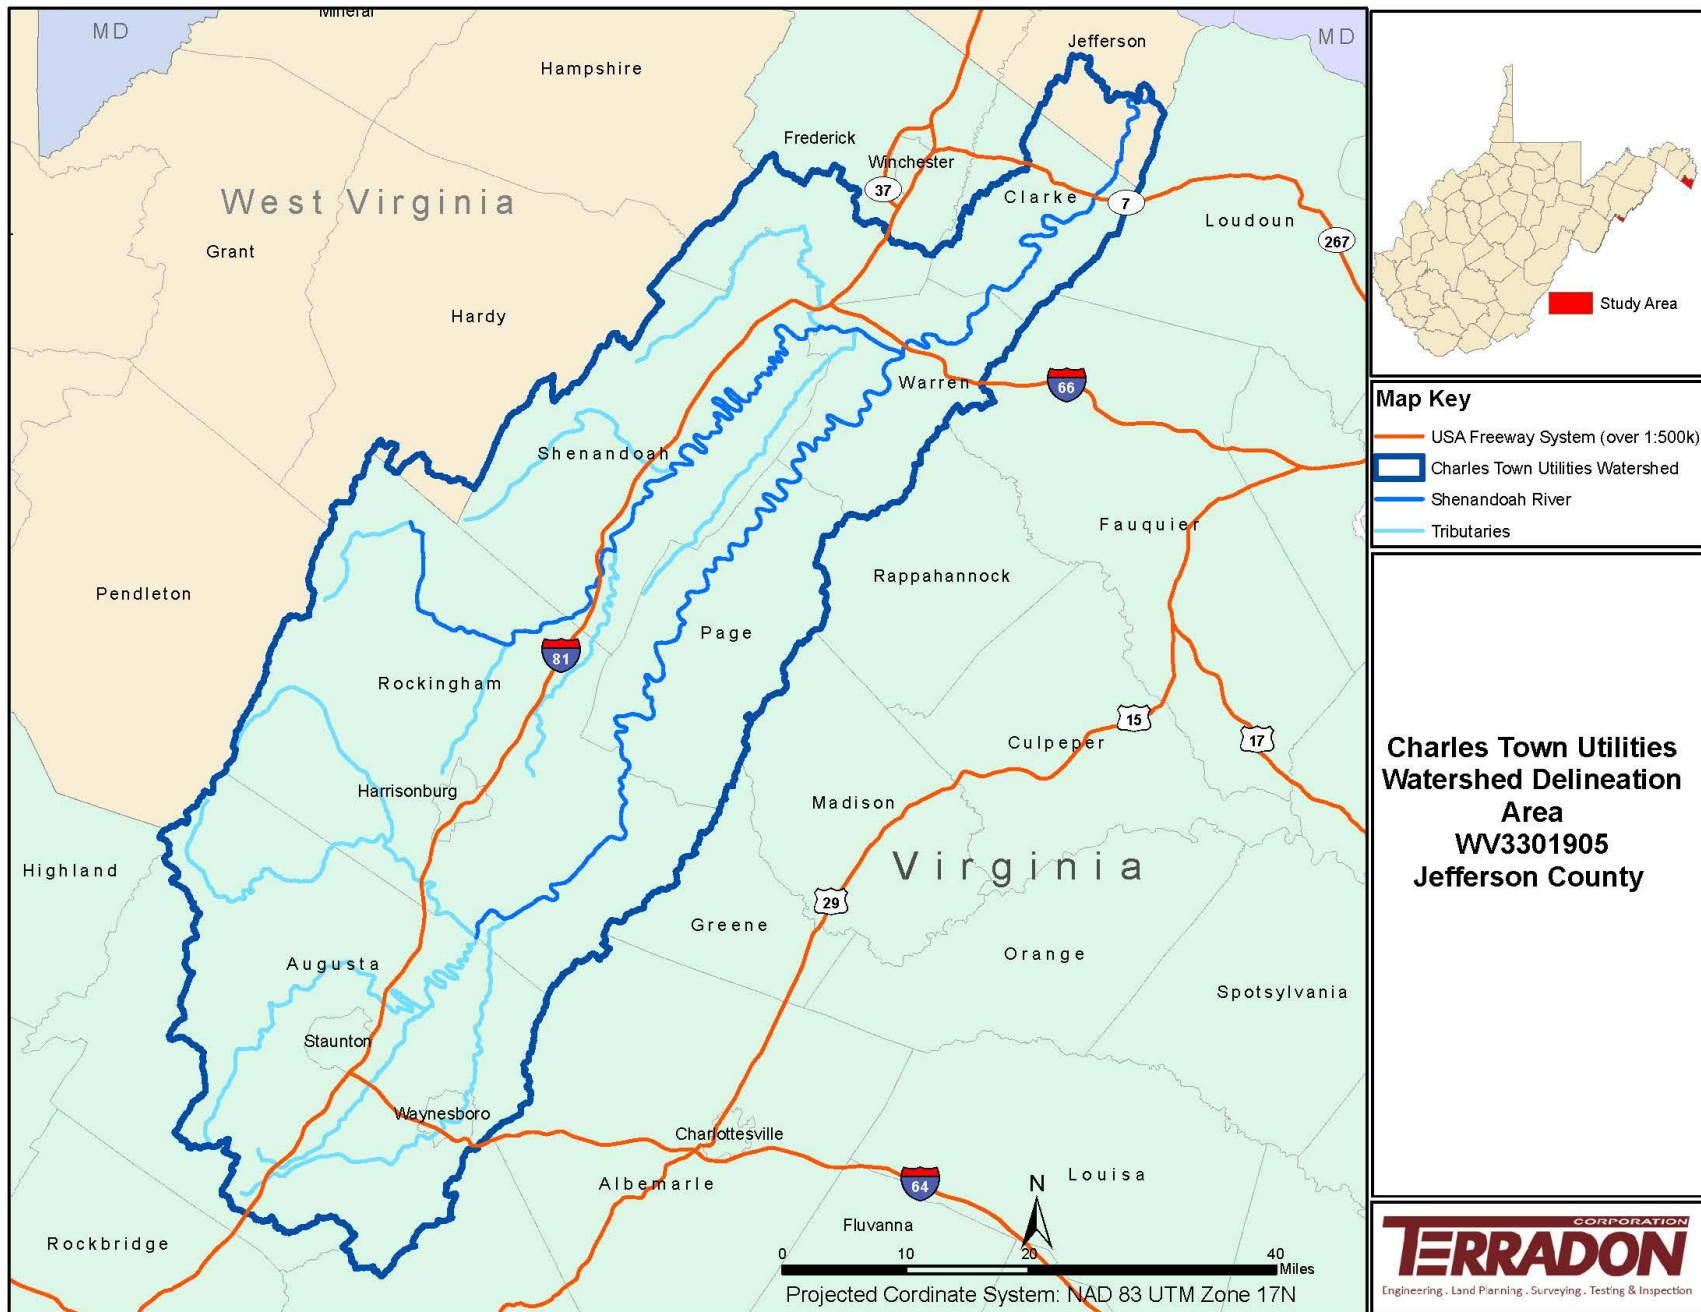 Mineral
MD
Jefferson
MD
Hampshire
Frederick
Winchester
37
West Virginia
Clarke
7
Loudoun
Grant
267
Hardy
Warren
66
Shenandoah
Fauquier
Rappahannock
Pendleton
Page
81
Rockingham
15
17
Culpeper
Harrisonburg
Madison
Virginia
Highland
29
Greene
Orange
Augusta
Spotsylvania
Staunton
Waynesboro
Charlottesville
Louisa
Albemarle
64
N
Fluvanna
Rockbridge
0 10 20 40
Miles
Projected Cordinate System: NAD 83 UTM Zone 17N
Study Area
Map Key
USA Freeway System (over 1:500k)
Charles Town Utilities Watershed
Shenandoah River
Tributaries
Charles Town Utilities
Watershed Delineation
Area
WV3301905
Jefferson County
CORPORATION
TERRADON
Engineering . Land Planning . Surveying . Testing & Inspection